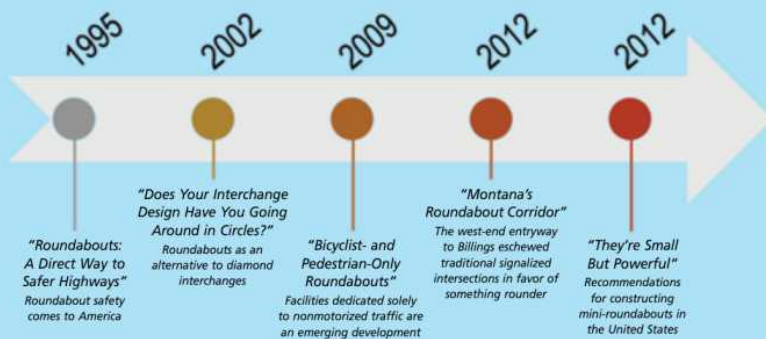 1995
2002
2009
2012
2012
"Roundabouts:
A Direct Way to
Safer Highways"
Roundabout safety
comes to America
"Does Your Interchange
Design Have You Going
Around in Circles?"
Roundabouts as an
alternative to diamond
interchanges
"Bicyclist- and
Pedestrian-Only
Roundabouts"
Facilities dedicated solely
to nonmotorized traffic are
an emerging development
"Montana's
Roundabout Corridor"
The west-end entryway
to Billings eschewed
traditional signalized
intersections in favor of
something rounder
"They're Small
But Powerful"
Recommendations
for constructing
mini-roundabouts in
the United States